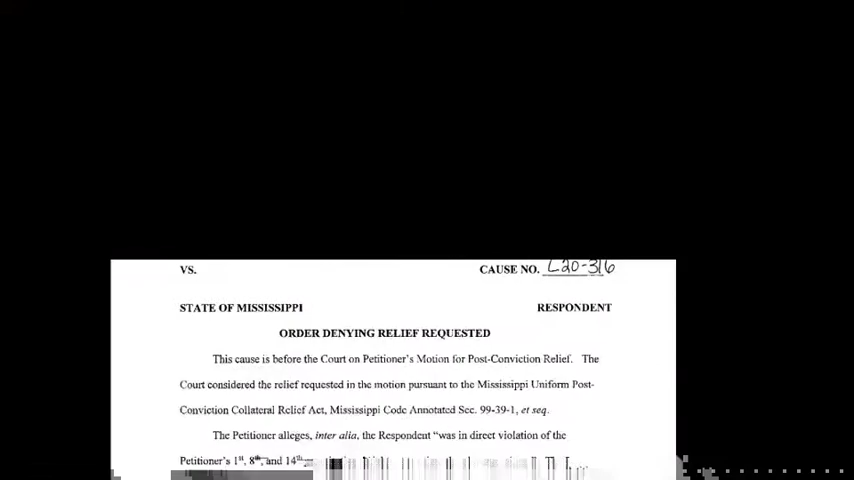 VS. CAUSE NO. L20-316
STATE OF MISSISSIPPI RESPONDENT
ORDER DENYING RELIEF REQUESTED
This cause is before the Court on Petitioner's Motion for Post-Conviction Relief. The
Court considered the relief requested in the motion pursuant to the Mississippi Uniform Post-
Conviction Collateral Relief Act, Mississippi Code Annotated Sec. 99-39-1, et seq.
The Petitioner alleges, inter alia, the Respondent "was in direct violation of the
Petitioner's 1st, 8th, and 14th